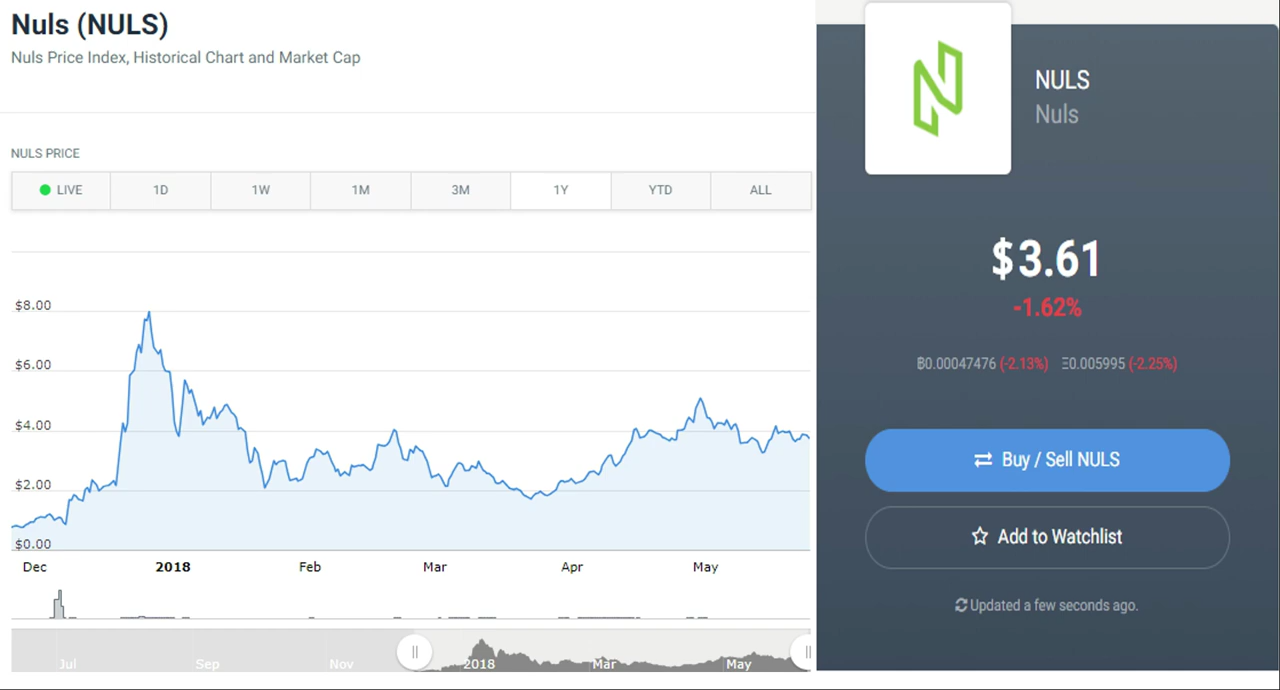 Nuls (NULS)
Nuls Price Index, Historical Chart and Market Cap
NULS PRICE
LIVE 1D 1W 1M 3M 1Y YTD ALL
$8.00
$6.00
$4.00
$2.00
$0.00
Dec 2018 Feb Mar Apr May
Jul Sep Nov 2018 Mar May
NULS
Nuls
$3.61
-1.62%
฿0.00047476 (-2.13%) Ξ0.005995 (-2.25%)
Buy / Sell NULS
Add to Watchlist
Updated a few seconds ago.